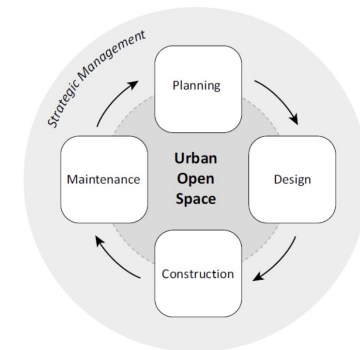 Strategic Management
Planning
Maintenance
Urban
Open
Space
Design
Construction